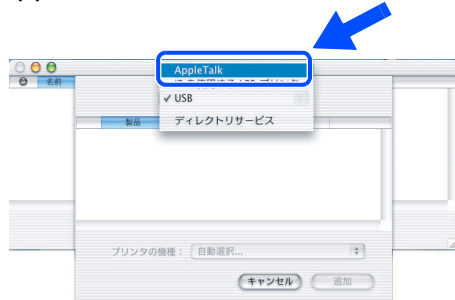 AppleTalk
名前
✓ USB
ディレクトリサービス
製品
プリンタの機種： 自動選択...
キャンセル 追加